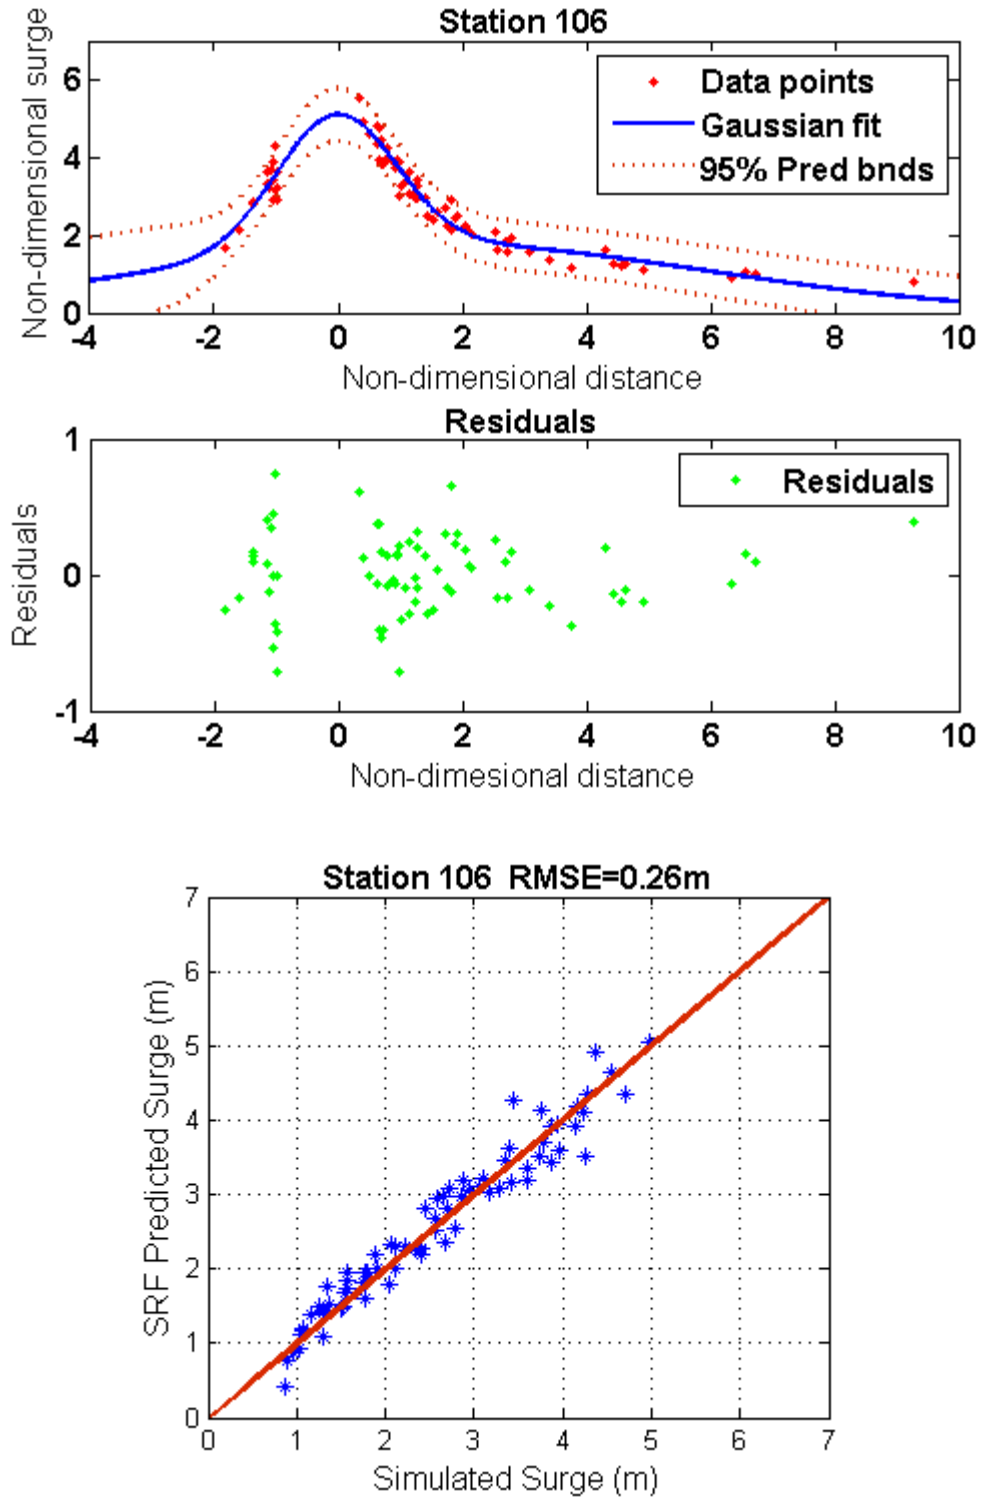 Station 106
Non-dimensional surge
6
4
2
0
Data points
Gaussian fit
95% Pred bnds
-4 -2 0 2 4 6 8 10
Non-dimensional distance
Residuals
Residuals
1
0
-1
Residuals
-4 -2 0 2 4 6 8 10
Non-dimesional distance
Station 106 RMSE=0.26m
SRF Predicted Surge (m)
7
6
5
4
3
2
1
0
0 1 2 3 4 5 6 7
Simulated Surge (m)